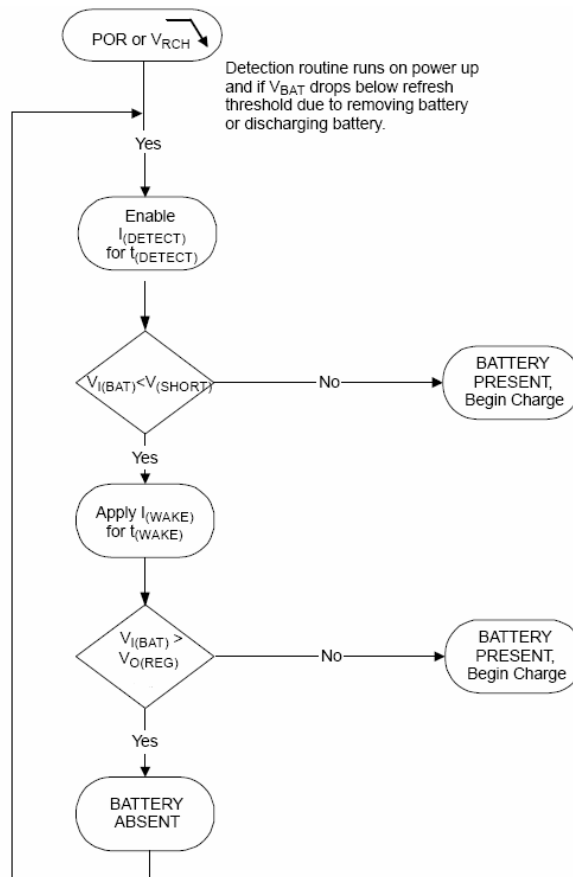 POR or VRCH
Detection routine runs on power up
and if VBAT drops below refresh
threshold due to removing battery
or discharging battery.
Yes
Enable
I(DETECT)
for t(DETECT)
VI(BAT)<V(SHORT)
No
BATTERY
PRESENT,
Begin Charge
Yes
Apply I(WAKE)
for t(WAKE)
VI(BAT) >
VO(REG)
No
BATTERY
PRESENT,
Begin Charge
Yes
BATTERY
ABSENT